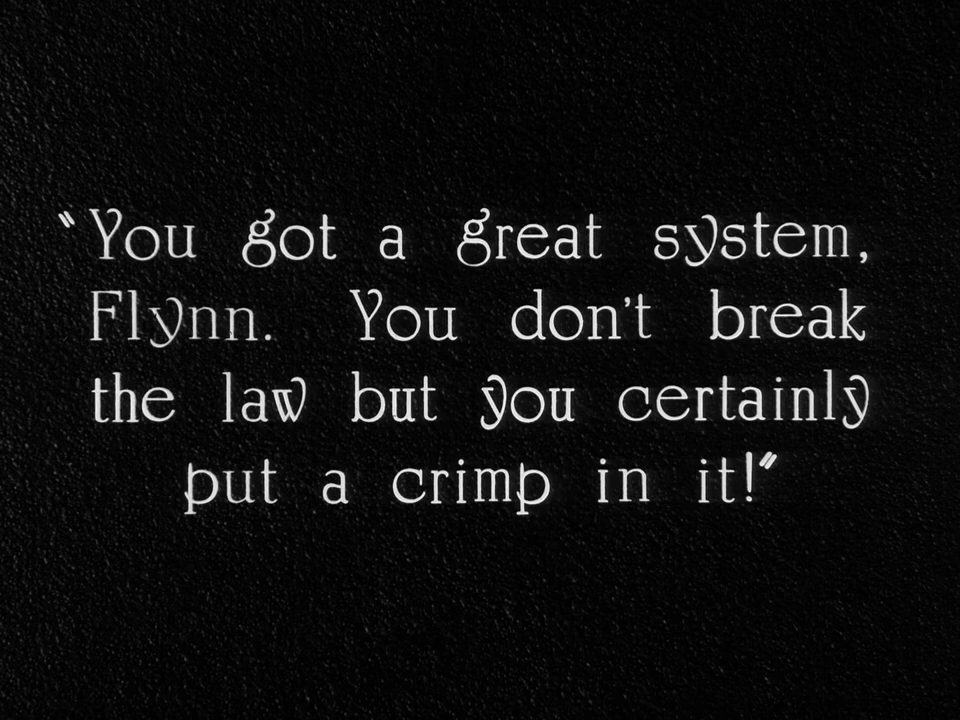 “You got a great system,
Flynn. You don't break
the law but you certainly
put a crimp in it!”